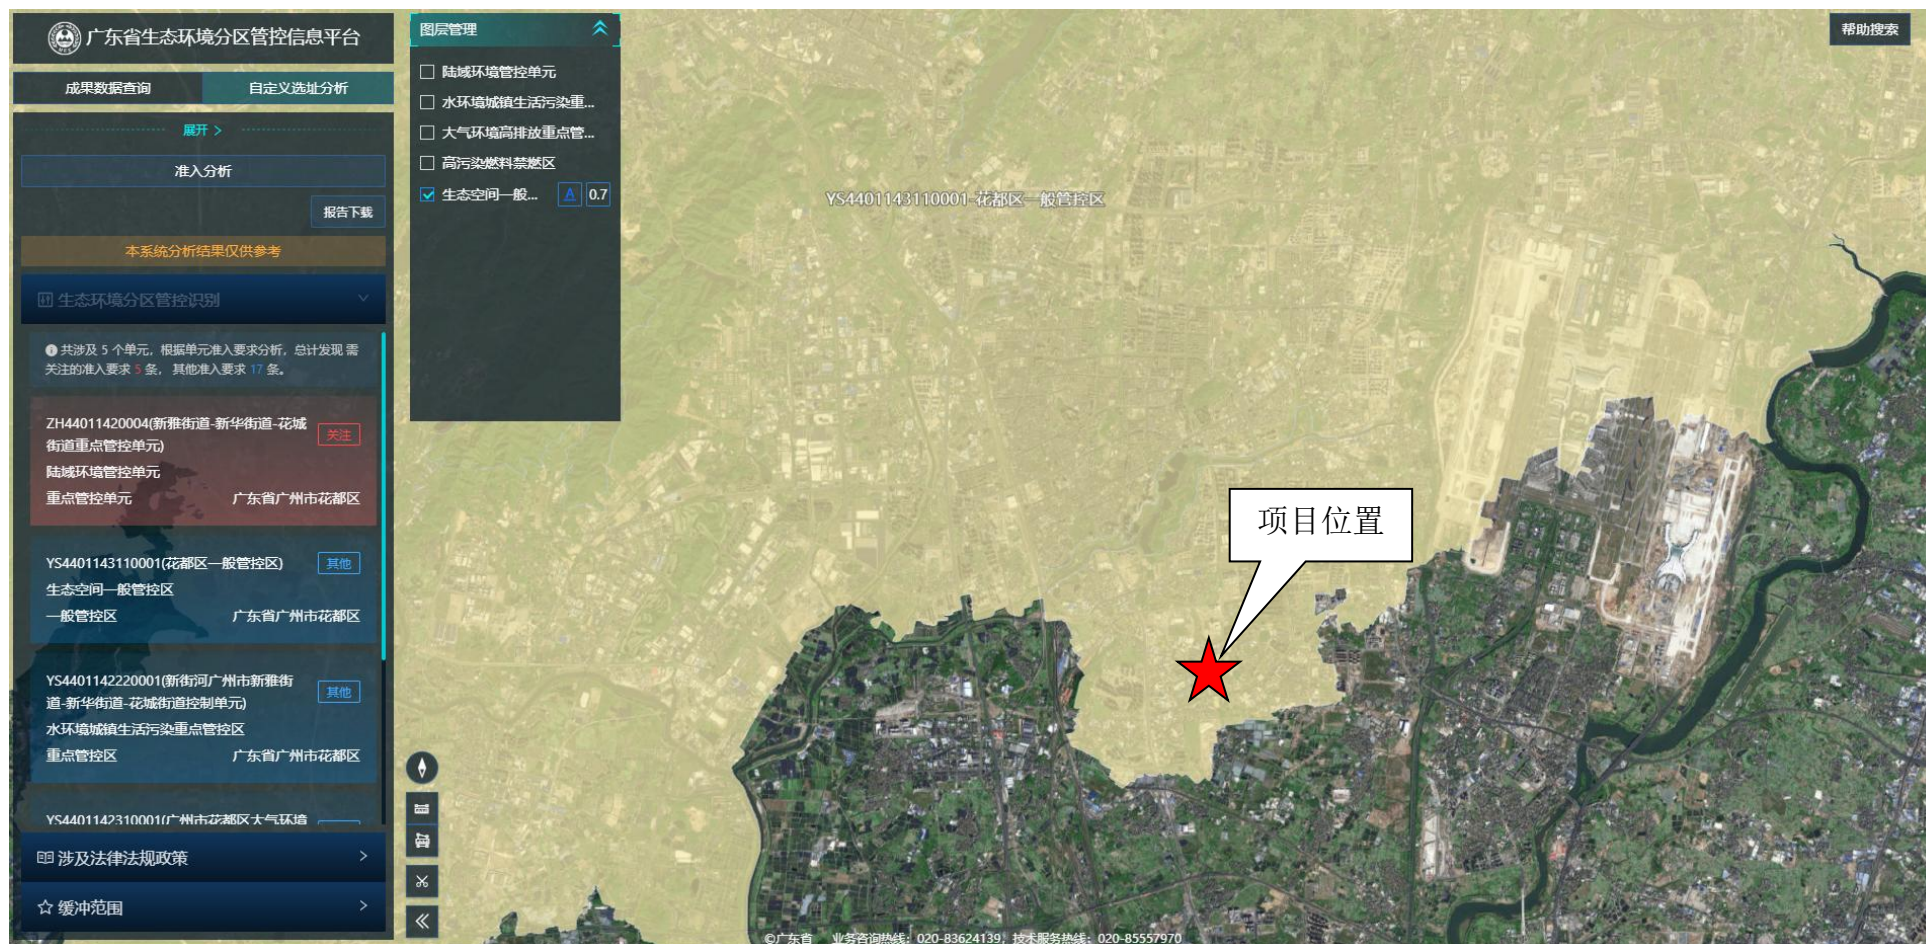 广东省生态环境分区管控信息平台
成果数据查询
自定义选址分析
展开 >
准入分析
报告下载
本系统分析结果仅供参考
生态环境分区管控识别
共涉及 5 个单元，根据单元准入要求分析，总计发现 需
关注的准入要求 5 条， 其他准入要求 17 条。
ZH44011420004(新雅街道-新华街道-花城
街道重点管控单元)
关注
陆域环境管控单元
重点管控单元
广东省广州市花都区
YS4401143110001(花都区一般管控区)
其他
生态空间一般管控区
一般管控区
广东省广州市花都区
YS4401142220001(新街河广州市新雅街
道-新华街道-花城街道控制单元)
其他
水环境城镇生活污染重点管控区
重点管控区
广东省广州市花都区
YS4401142310001(广州市花都区大气环境
涉及法律法规政策
缓冲范围
图层管理
陆域环境管控单元
水环境城镇生活污染重...
大气环境高排放重点管...
高污染燃料禁燃区
生态空间一般...
A
0.7
帮助搜索
YS4401143110001-花都区一般管控区
项目位置
©广东省 业务咨询热线：020-83624139，技术服务热线：020-85557970